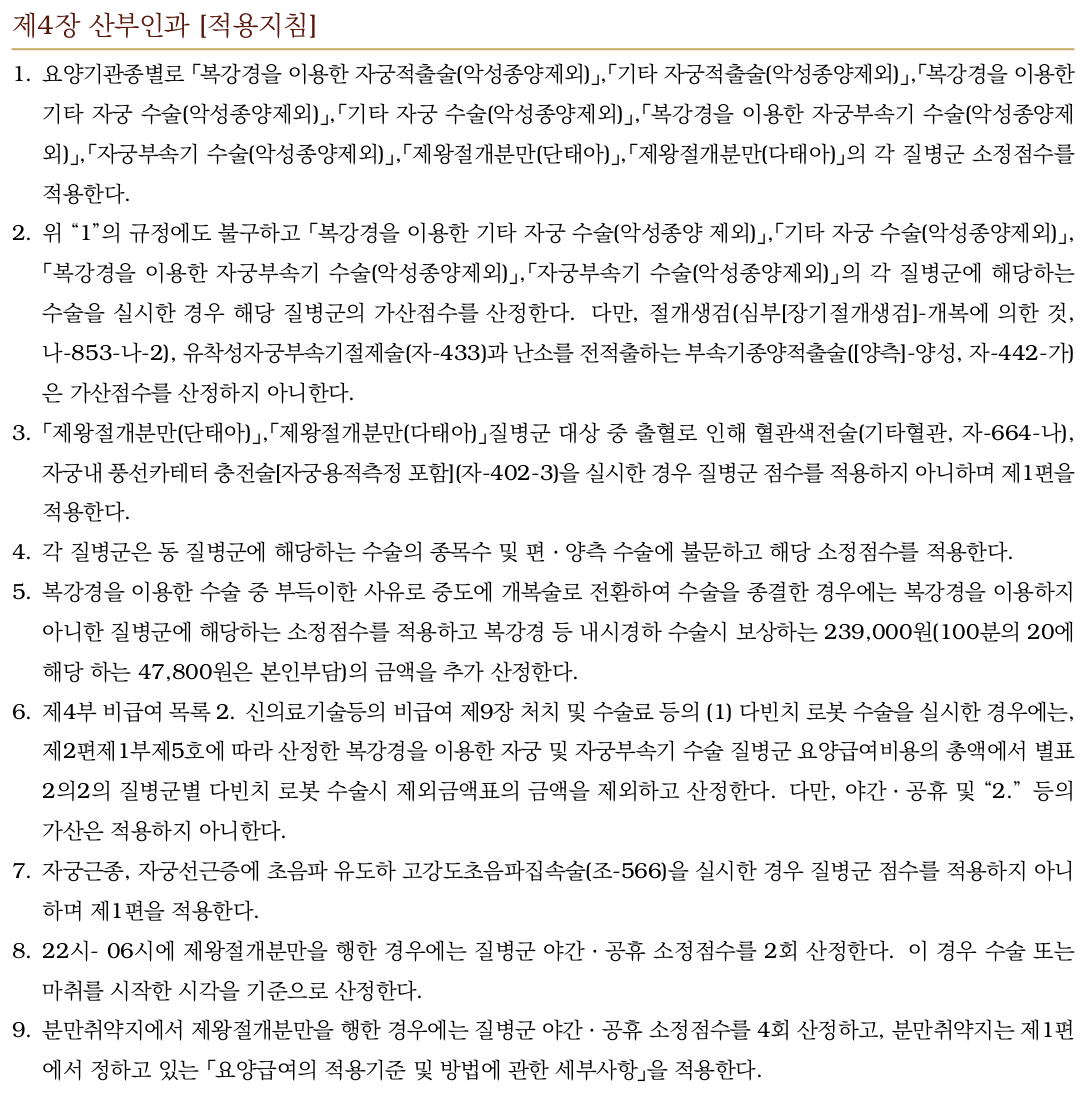 제4장 산부인과 [적용지침]
1. 요양기관종별로 「복강경을 이용한 자궁적출술(악성종양제외)」,「기타 자궁적출술(악성종양제외)」,「복강경을 이용한
기타 자궁 수술(악성종양제외)」,「기타 자궁 수술(악성종양제외)」,「복강경을 이용한 자궁부속기 수술(악성종양제
외)」,「자궁부속기 수술(악성종양제외)」,「제왕절개분만(단태아)」,「제왕절개분만(다태아)」의 각 질병군 소정점수를
적용한다.
2. 위 “1”의 규정에도 불구하고 「복강경을 이용한 기타 자궁 수술(악성종양 제외)」,「기타 자궁 수술(악성종양제외)」,
「복강경을 이용한 자궁부속기 수술(악성종양제외)」,「자궁부속기 수술(악성종양제외)」의 각 질병군에 해당하는
수술을 실시한 경우 해당 질병군의 가산점수를 산정한다. 다만, 절개생검(심부[장기절개생검]-개복에 의한 것,
나-853-나-2), 유착성자궁부속기절제술(자-433)과 난소를 전적출하는 부속기종양적출술([양측]-양성, 자-442-가)
은 가산점수를 산정하지 아니한다.
3. 「제왕절개분만(단태아)」,「제왕절개분만(다태아)」질병군 대상 중 출혈로 인해 혈관색전술(기타혈관, 자-664-나),
자궁내 풍선카테터 충전술[자궁용적측정 포함](자-402-3)을 실시한 경우 질병군 점수를 적용하지 아니하며 제1편을
적용한다.
4. 각 질병군은 동 질병군에 해당하는 수술의 종목수 및 편 · 양측 수술에 불문하고 해당 소정점수를 적용한다.
5. 복강경을 이용한 수술 중 부득이한 사유로 중도에 개복술로 전환하여 수술을 종결한 경우에는 복강경을 이용하지
아니한 질병군에 해당하는 소정점수를 적용하고 복강경 등 내시경하 수술시 보상하는 239,000원(100분의 20에
해당 하는 47,800원은 본인부담)의 금액을 추가 산정한다.
6. 제4부 비급여 목록 2. 신의료기술등의 비급여 제9장 처치 및 수술료 등의 (1) 다빈치 로봇 수술을 실시한 경우에는,
제2편제1부제5호에 따라 산정한 복강경을 이용한 자궁 및 자궁부속기 수술 질병군 요양급여비용의 총액에서 별표
2의2의 질병군별 다빈치 로봇 수술시 제외금액표의 금액을 제외하고 산정한다. 다만, 야간 · 공휴 및 “2.” 등의
가산은 적용하지 아니한다.
7. 자궁근종, 자궁선근증에 초음파 유도하 고강도초음파집속술(조-566)을 실시한 경우 질병군 점수를 적용하지 아니
하며 제1편을 적용한다.
8. 22시- 06시에 제왕절개분만을 행한 경우에는 질병군 야간 · 공휴 소정점수를 2회 산정한다. 이 경우 수술 또는
마취를 시작한 시각을 기준으로 산정한다.
9. 분만취약지에서 제왕절개분만을 행한 경우에는 질병군 야간 · 공휴 소정점수를 4회 산정하고, 분만취약지는 제1편
에서 정하고 있는 「요양급여의 적용기준 및 방법에 관한 세부사항」을 적용한다.